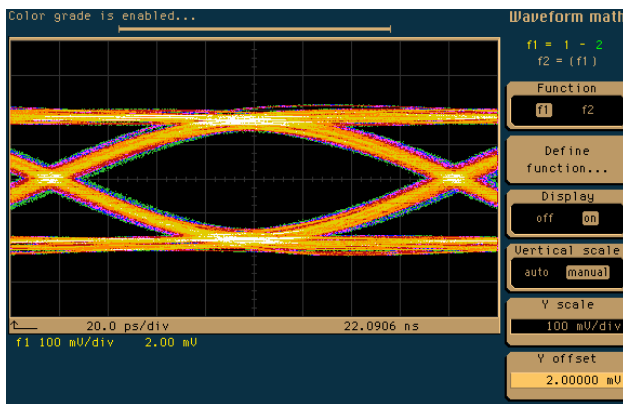 Color grade is enabled...
20.0 ps/div
22.0906 ns
f1 100 mV/div
2.00 mV
Waveform math
f1 = 1 - 2
f2 = (f1 )
Function
f1
f2
Define
function...
Display
off
on
Vertical scale
auto
manual
Y scale
100 mV/div
Y offset
2.00000 mV